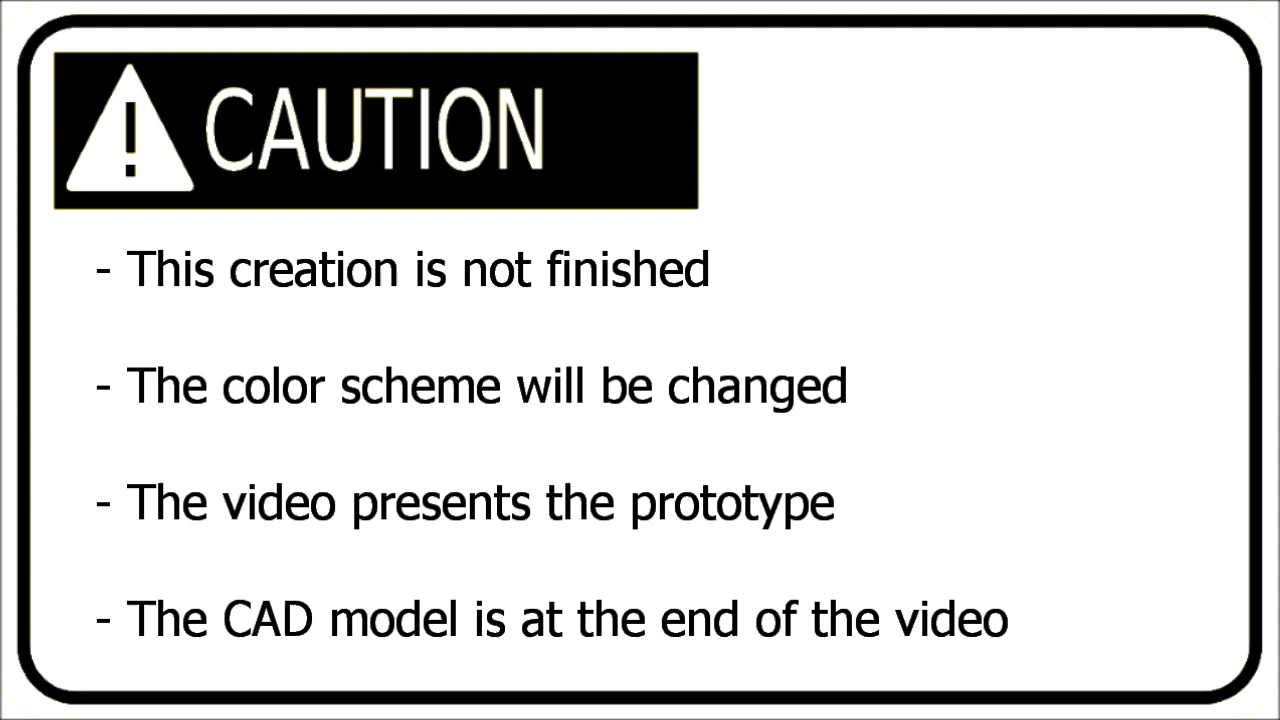 CAUTION
- This creation is not finished
- The color scheme will be changed
- The video presents the prototype
- The CAD model is at the end of the video